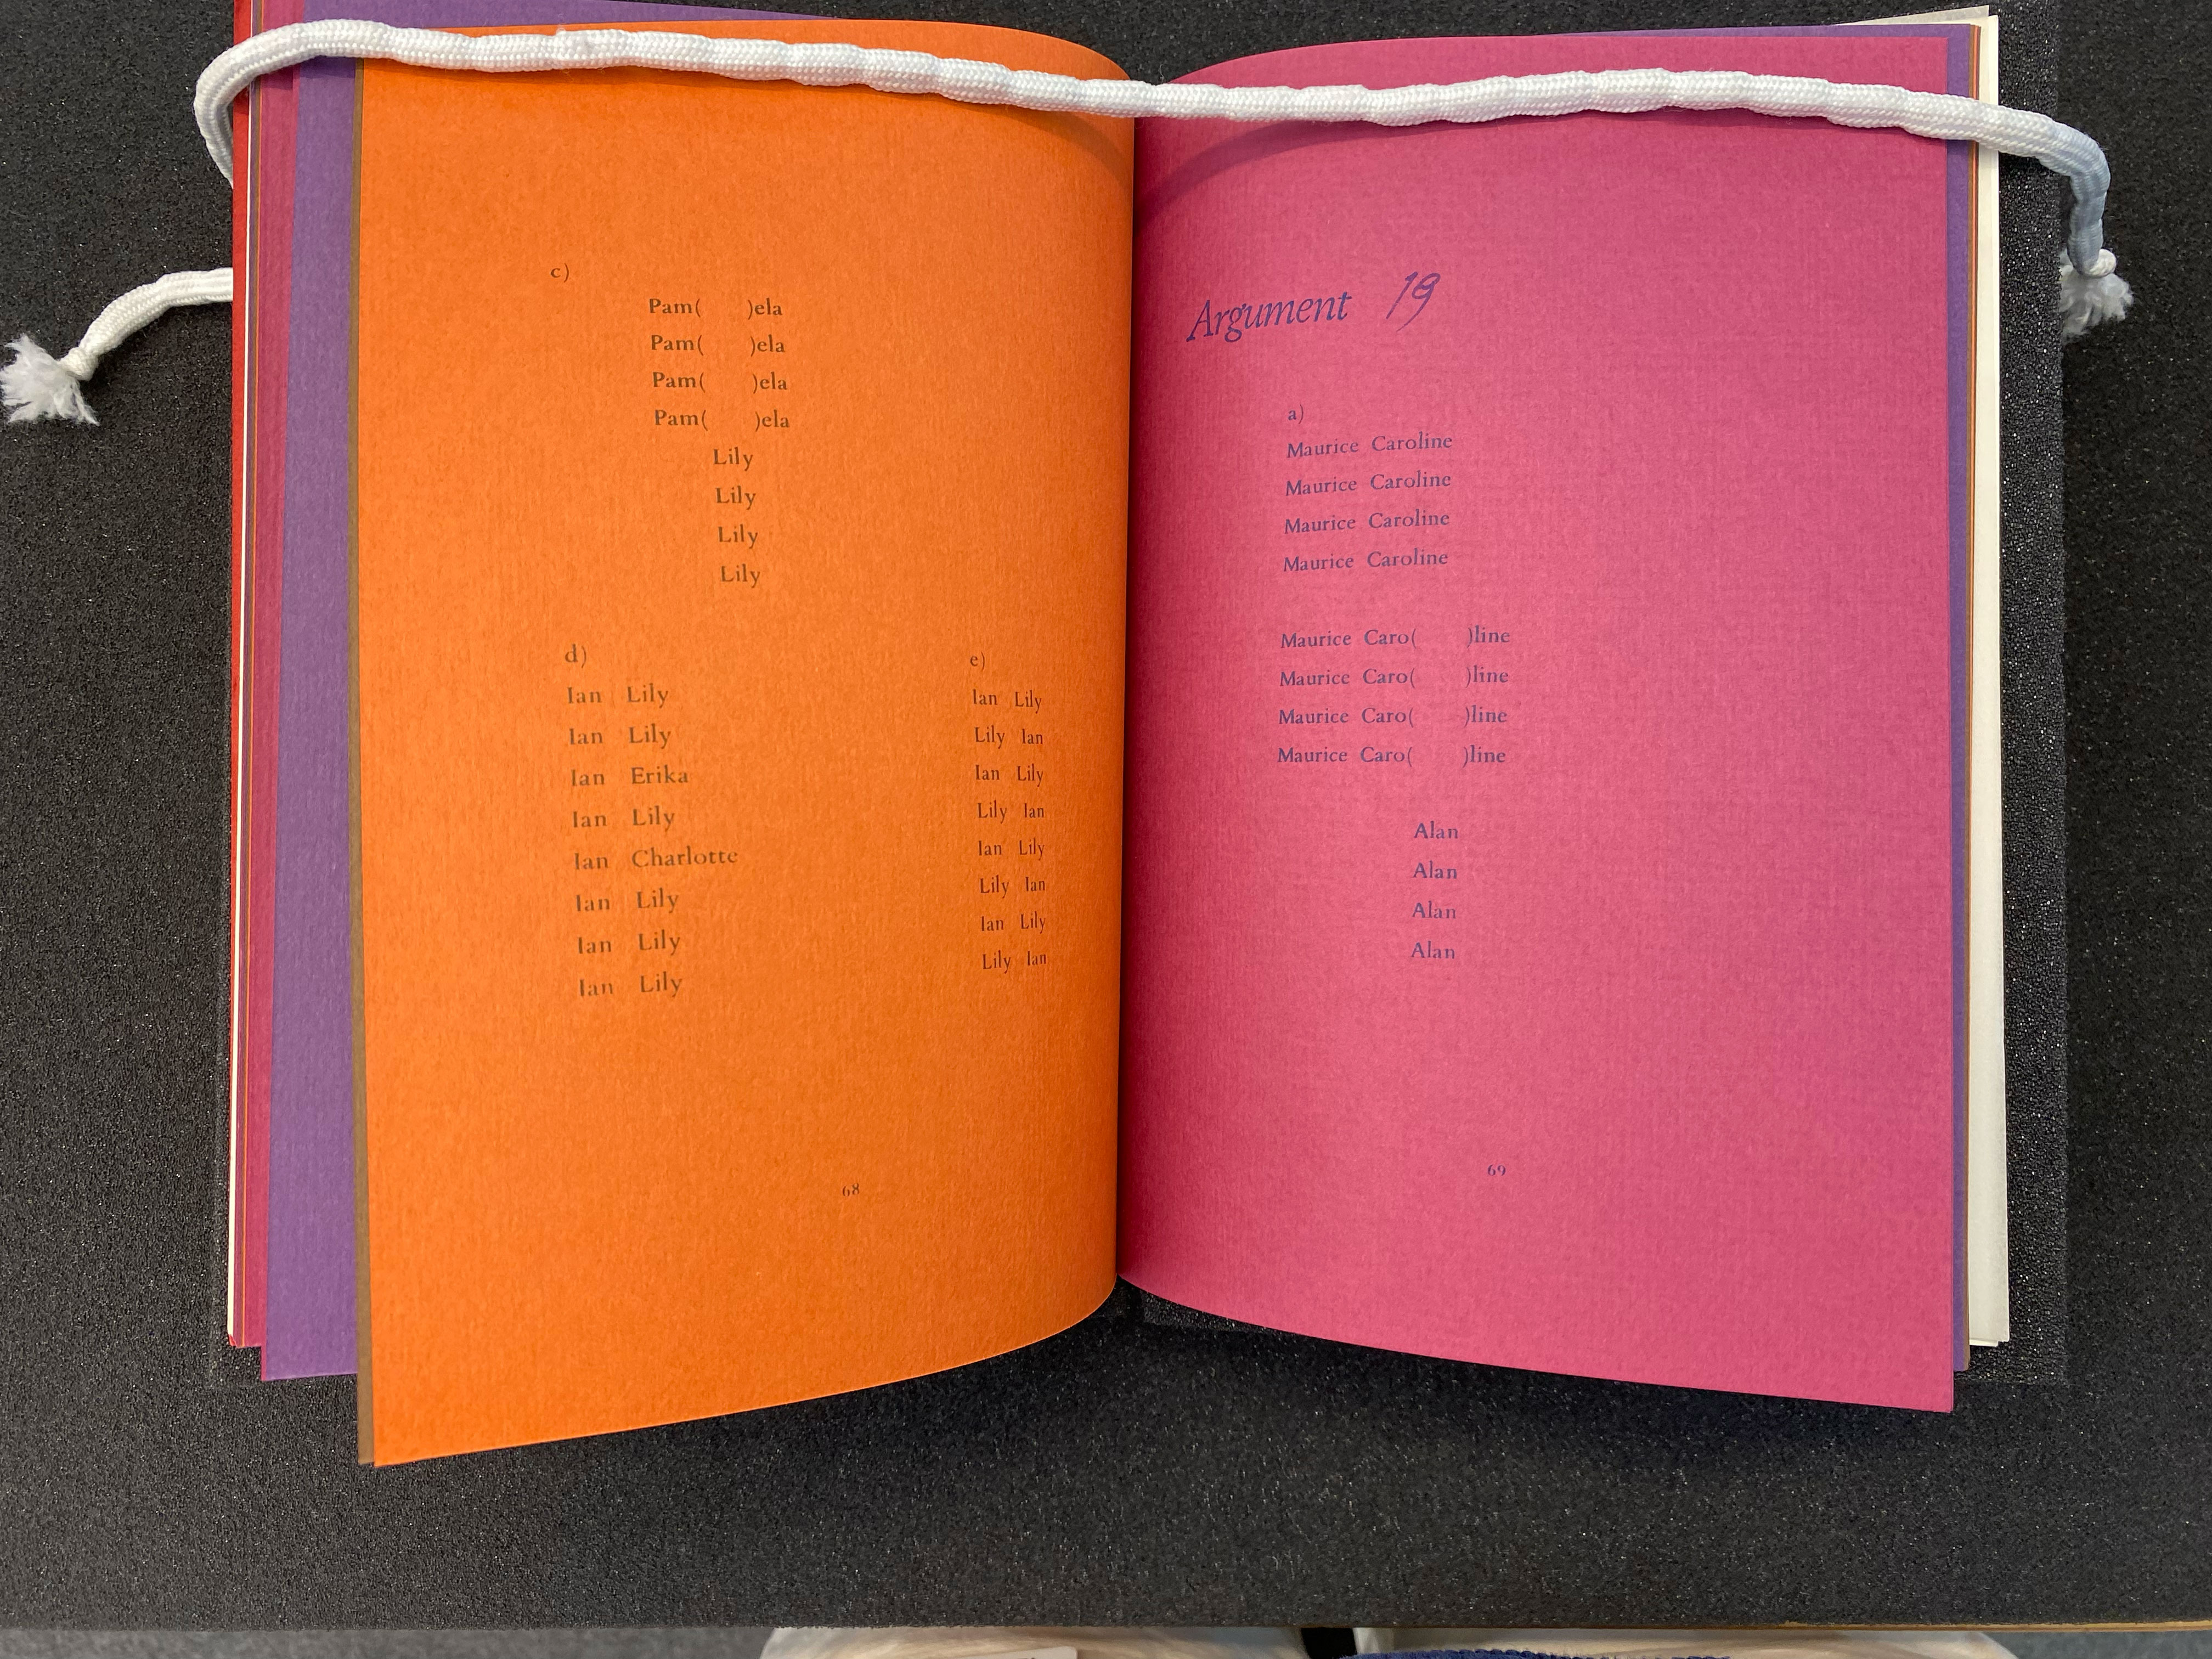 c)
Pam( )ela
Pam( )ela
Pam( )ela
Pam( )ela
Lily
Lily
Lily
Lily
d)
Ian Lily
Ian Lily
Ian Erika
Ian Lily
Ian Charlotte
Ian Lily
Ian Lily
Ian Lily
e)
Ian Lily
Lily Ian
Ian Lily
Lily Ian
Ian Lily
Lily Ian
Ian Lily
Lily Ian
68
Argument 19
a)
Maurice Caroline
Maurice Caroline
Maurice Caroline
Maurice Caroline
Maurice Caro( )line
Maurice Caro( )line
Maurice Caro( )line
Maurice Caro( )line
Alan
Alan
Alan
Alan
69